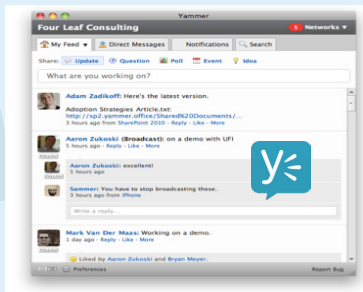 Yammer
Four Leaf Consulting
5 Networks ▼
My Feed ▼ Direct Messages Notifications Search
Share: Update Question Poll Event Idea
What are you working on?
Adam Zadikoff: Here's the latest version.
Adoption Strategies Article.txt:
http://sp2.yammer.office/Shared%20Documents/...
3 hours ago from SharePoint 2010 - Reply - Like - More
Aaron Zukoski (Broadcast): on a demo with UFI
5 hours ago - Reply - Like - More
Aaron Zukoski: excellent!
5 hours ago
Sammer: You have to stop broadcasting these.
3 hours ago from iPhone
Write a reply...
Mark Van Der Maas: Working on a demo.
1 day ago - Reply - Like - More
Liked by Aaron Zukoski and Bryan Meyer.
Preferences
Report Bug